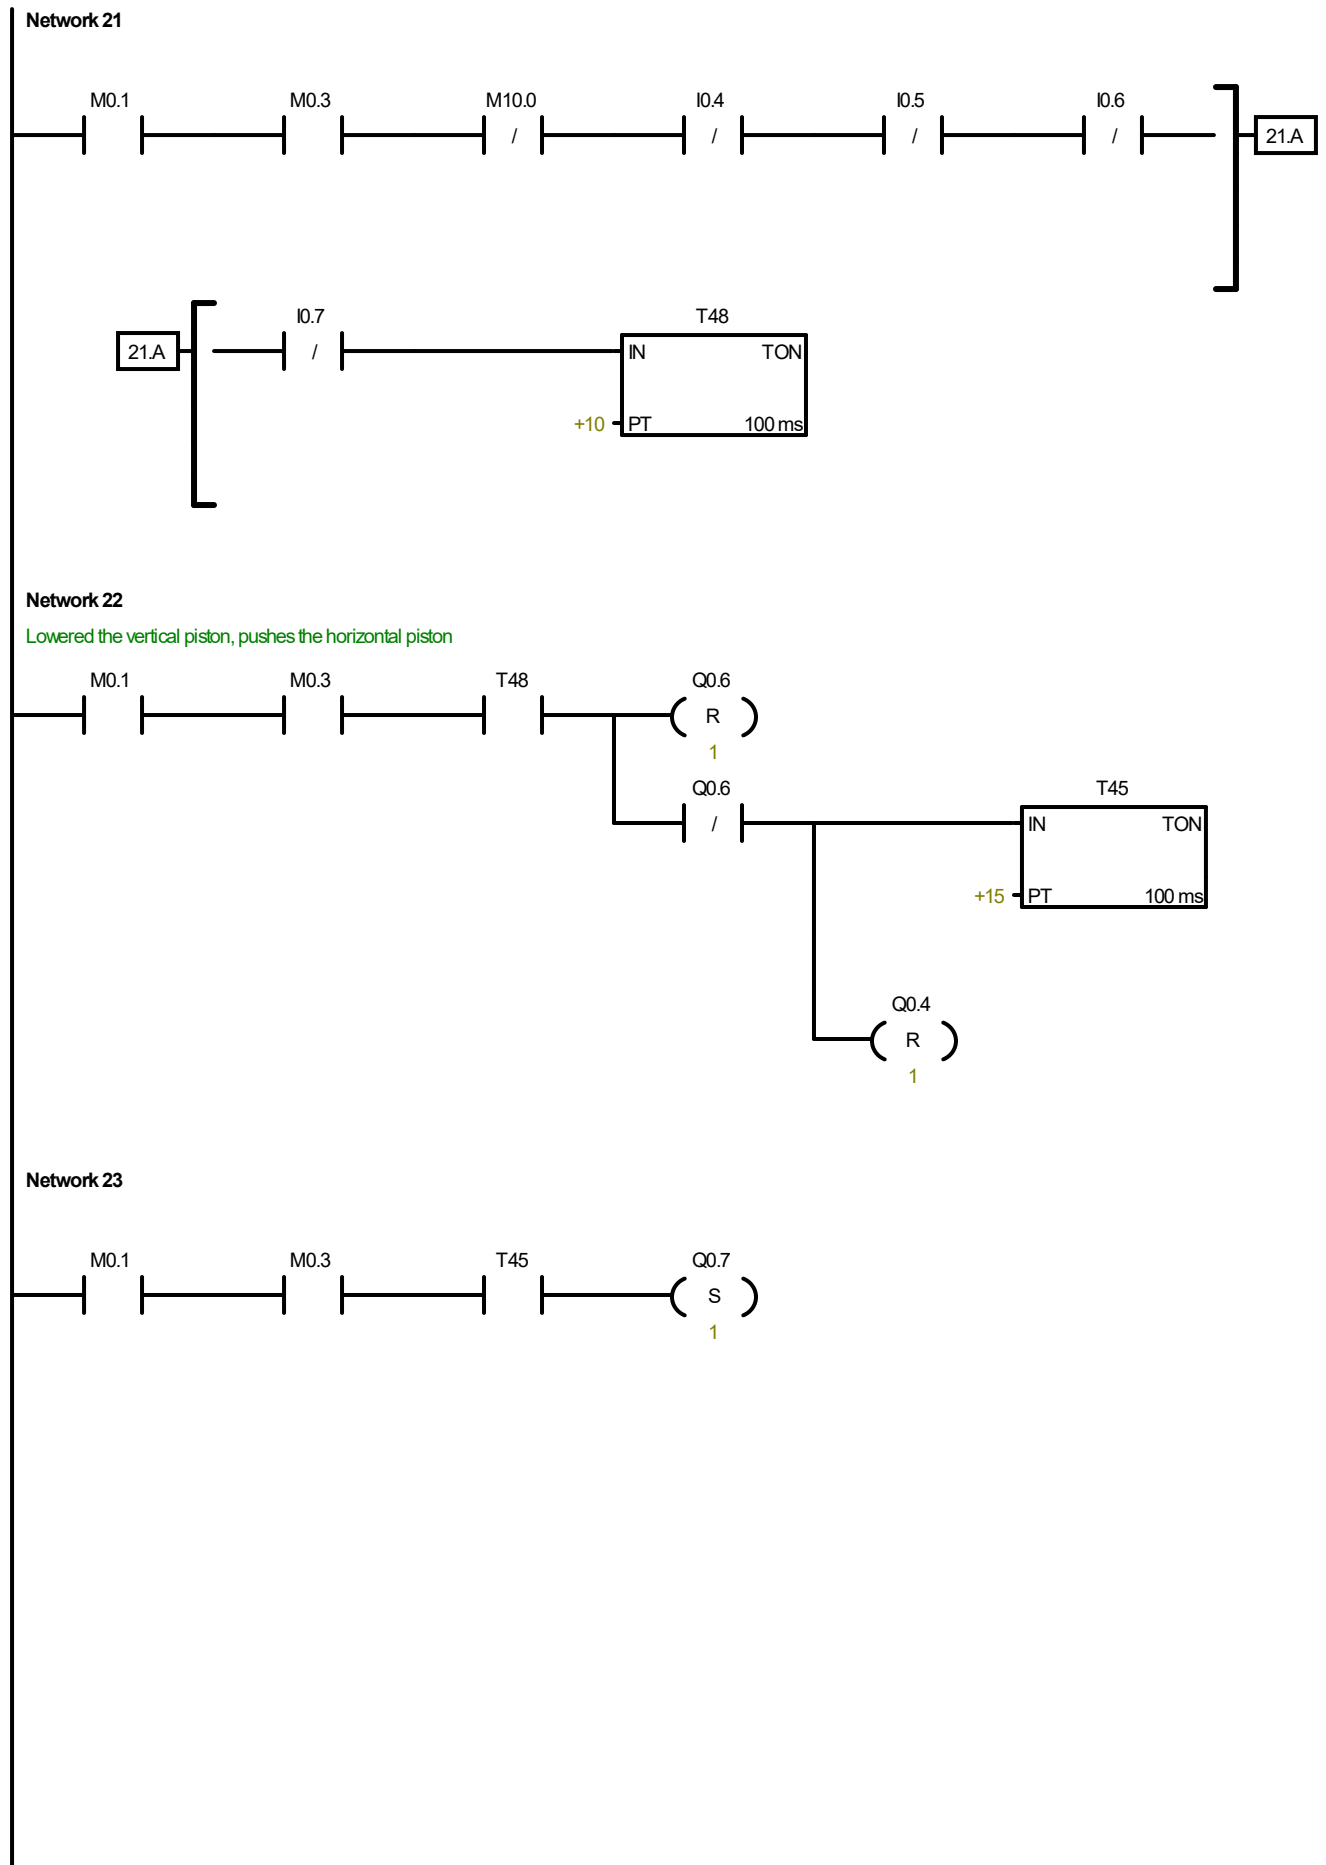 Network 21
M0.1 M0.3 M10.0 I0.4 I0.5 I0.6
/ / / /
21.A
I0.7 T48
21.A / IN TON
+10 PT 100 ms
Network 22
Lowered the vertical piston, pushes the horizontal piston
M0.1 M0.3 T48 Q0.6
R
1
Q0.6 T45
/ IN TON
+15 PT 100 ms
Q0.4
R
1
Network 23
M0.1 M0.3 T45 Q0.7
S
1